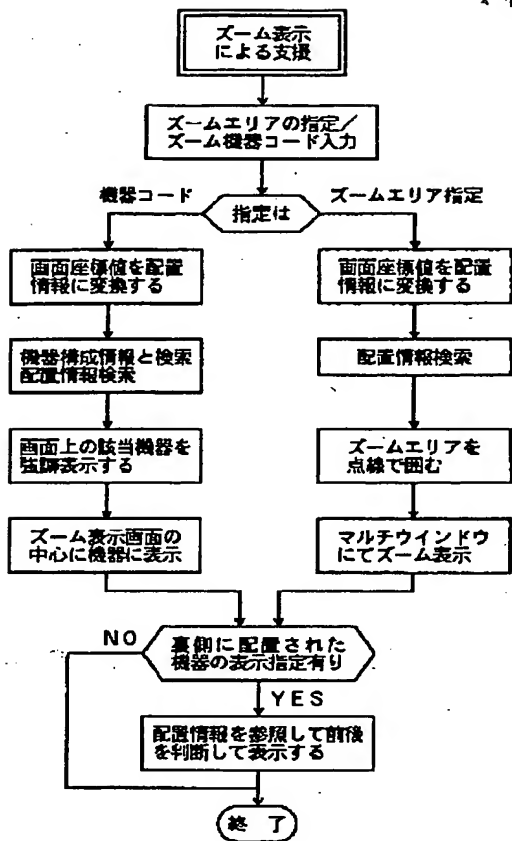 ズーム表示
による支援
ズームエリアの指定／
ズーム機器コード入力
機器コード
指定は
ズームエリア指定
画面座標値を配置
情報に変換する
機器構成情報と検索
配置情報検索
画面上の該当機器を
強調表示する
ズーム表示画面の
中心に機器に表示
画面座標値を配置
情報に変換する
配置情報検索
ズームエリアを
点線で囲む
マルチウインドウ
にてズーム表示
裏側に配置された
機器の表示指定有り
NO
YES
配置情報を参照して前後
を判断して表示する
終了